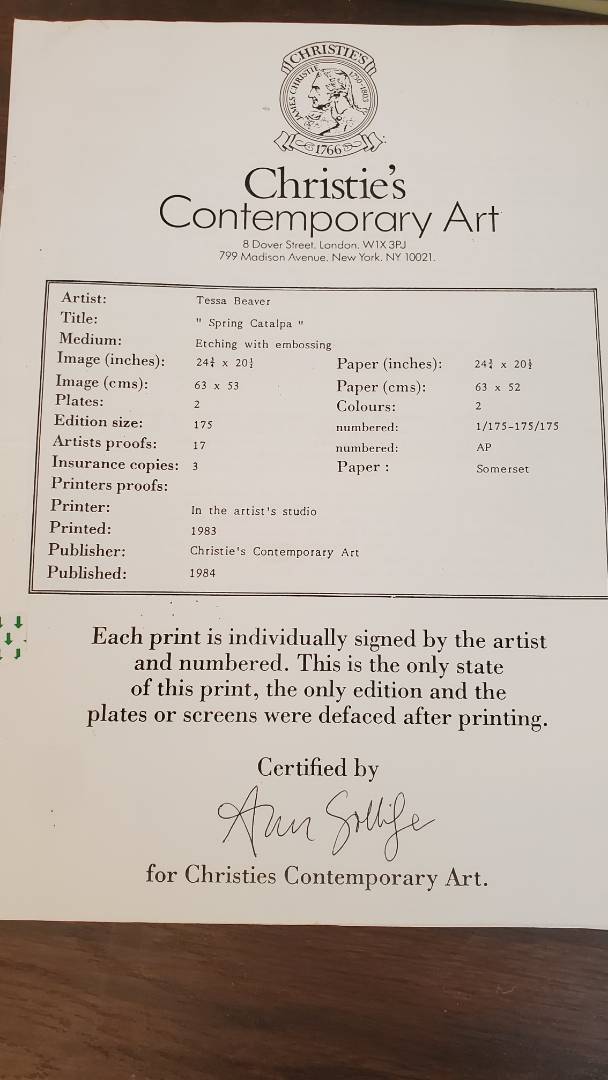 CHRISTIE'S
JAMES CHRISTIE 1730-1803
1766
Christie's
Contemporary Art
8 Dover Street. London. W1X 3PJ
799 Madison Avenue. New York. NY 10021.
Artist: Tessa Beaver
Title: " Spring Catalpa "
Medium: Etching with embossing
Image (inches): 24¾ x 20½ Paper (inches): 24¾ x 20½
Image (cms): 63 x 53 Paper (cms): 63 x 52
Plates: 2 Colours: 2
Edition size: 175 numbered: 1/175-175/175
Artists proofs: 17 numbered: AP
Insurance copies: 3 Paper : Somerset
Printers proofs:
Printer: In the artist's studio
Printed: 1983
Publisher: Christie's Contemporary Art
Published: 1984
Each print is individually signed by the artist
and numbered. This is the only state
of this print, the only edition and the
plates or screens were defaced after printing.
Certified by
for Christies Contemporary Art.